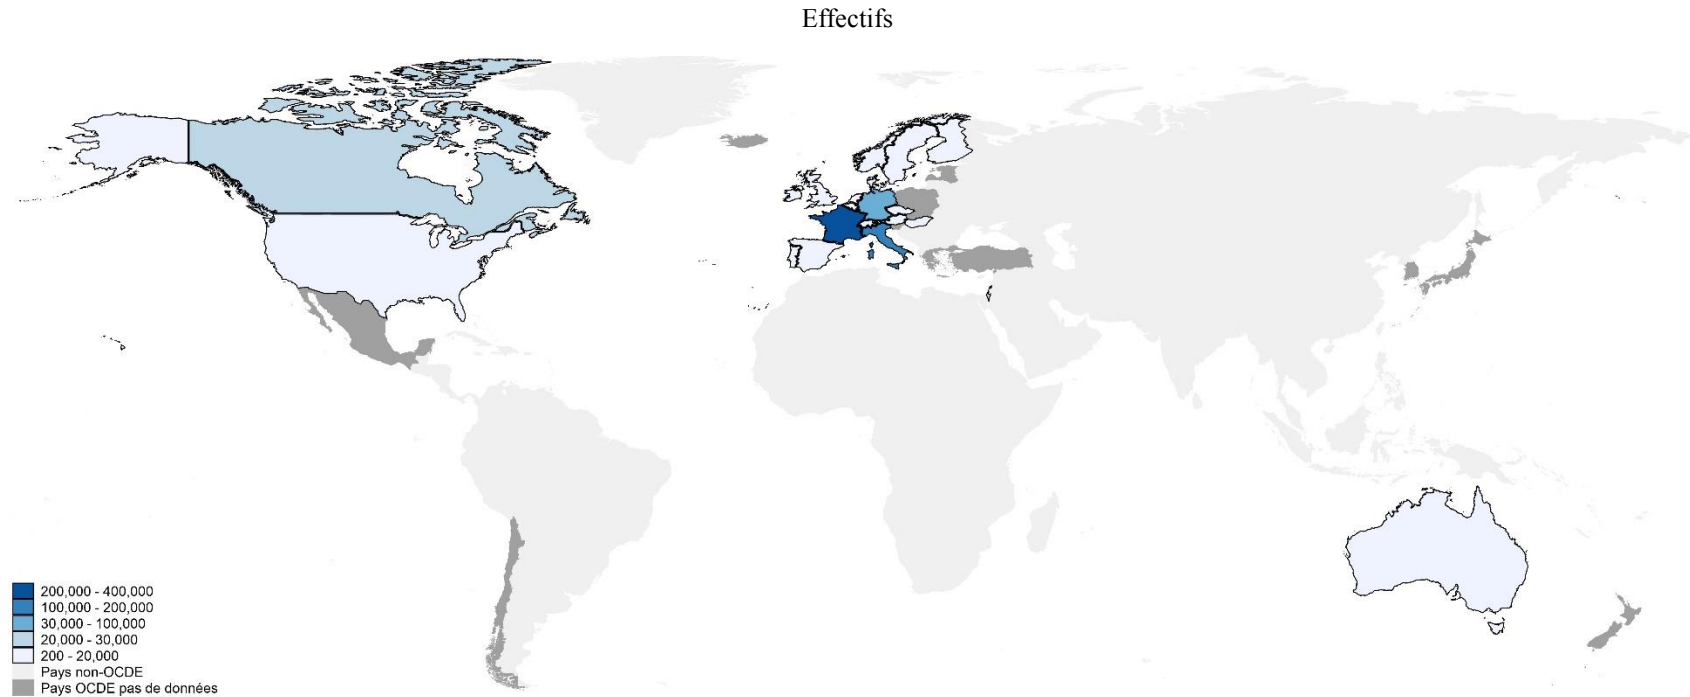 Effectifs
200,000 - 400,000
100,000 - 200,000
30,000 - 100,000
20,000 - 30,000
200 - 20,000
Pays non-OCDE
Pays OCDE pas de données